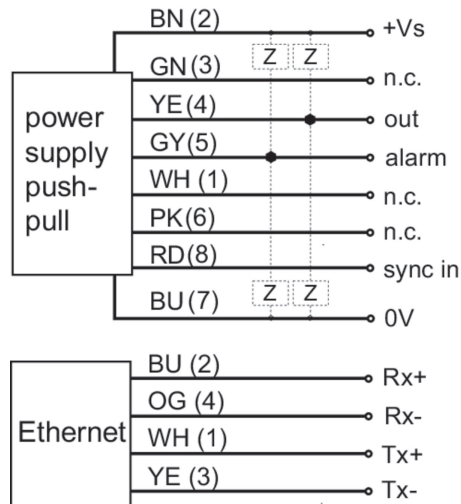 BN (2)
+Vs
Z Z
GN (3)
n.c.
YE (4)
out
power
supply
push-
pull
GY (5)
alarm
WH (1)
n.c.
PK (6)
n.c.
RD (8)
sync in
Z Z
BU (7)
0V
BU (2)
Rx+
OG (4)
Rx-
Ethernet
WH (1)
Tx+
YE (3)
Tx-